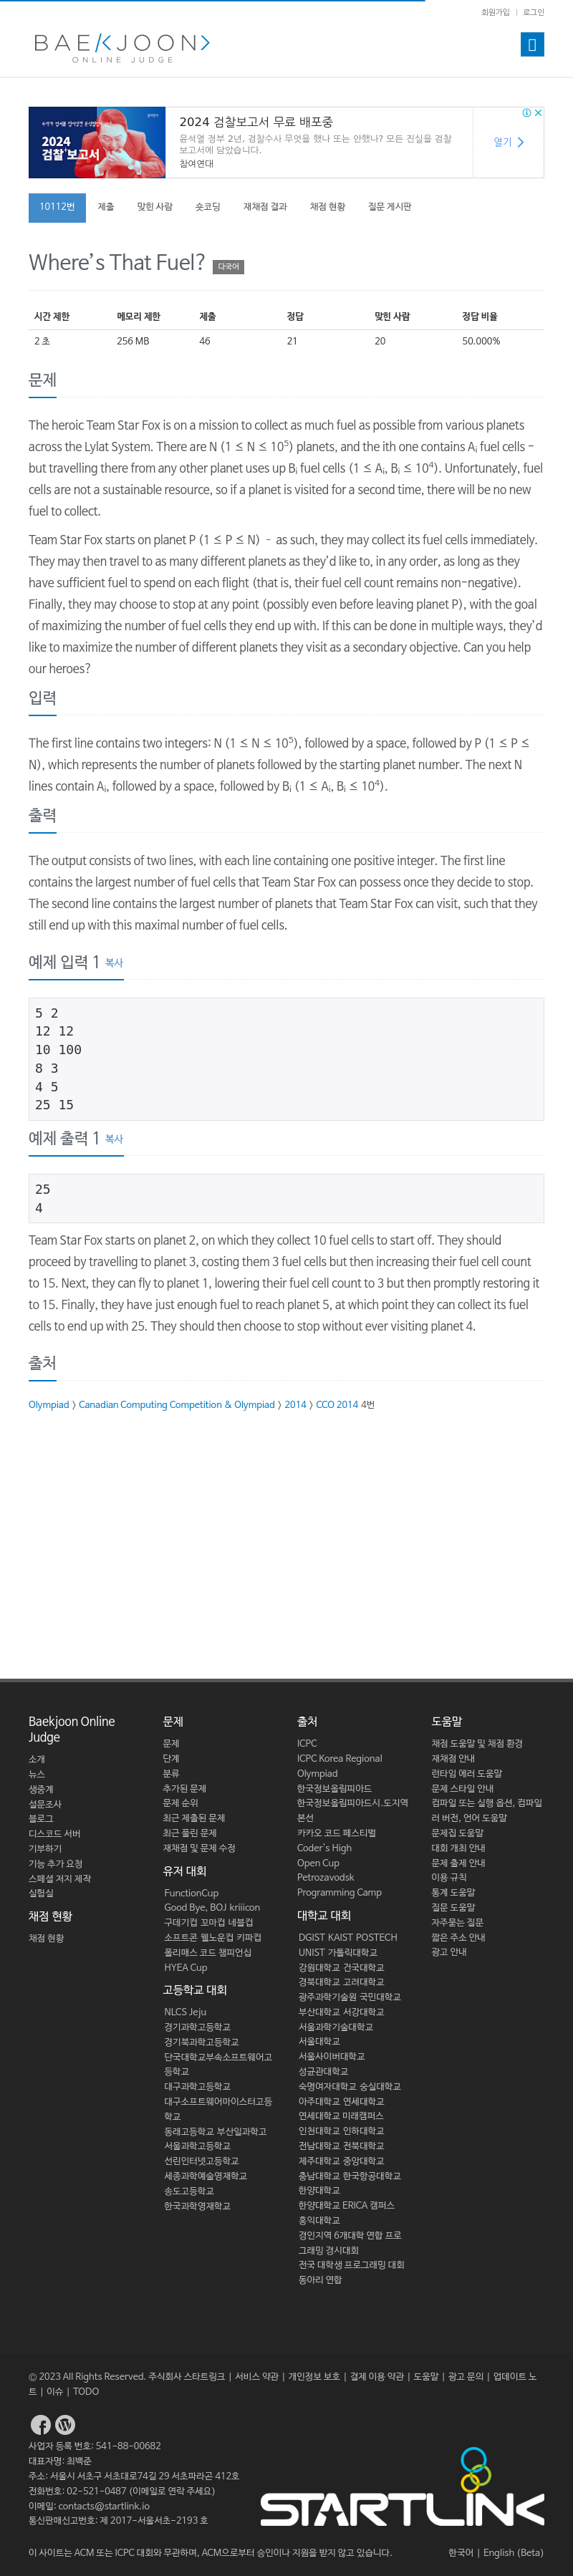 회원가입 | 로그인
BAEKJOON
ONLINE JUDGE
2024
검찰'보고서
2024 검찰보고서 무료 배포중
윤석열 정부 2년, 검찰수사 무엇을 했나 또는 안했나? 모든 진실을 검찰
보고서에 담았습니다.
참여연대
열기
10112번 제출 맞힌 사람 숏코딩 재채점 결과 채점 현황 질문 게시판
Where's That Fuel? 다국어
시간 제한 메모리 제한 제출 정답 맞힌 사람 정답 비율
2 초 256 MB 46 21 20 50.000%
문제
The heroic Team Star Fox is on a mission to collect as much fuel as possible from various planets
across the Lylat System. There are N (1 ≤ N ≤ 10⁵) planets, and the ith one contains Aᵢ fuel cells –
but travelling there from any other planet uses up Bᵢ fuel cells (1 ≤ Aᵢ, Bᵢ ≤ 10⁴). Unfortunately, fuel
cells are not a sustainable resource, so if a planet is visited for a second time, there will be no new
fuel to collect.
Team Star Fox starts on planet P (1 ≤ P ≤ N) – as such, they may collect its fuel cells immediately.
They may then travel to as many different planets as they'd like to, in any order, as long as they
have sufficient fuel to spend on each flight (that is, their fuel cell count remains non-negative).
Finally, they may choose to stop at any point (possibly even before leaving planet P), with the goal
of maximizing the number of fuel cells they end up with. If this can be done in multiple ways, they'd
like to maximize the number of different planets they visit as a secondary objective. Can you help
our heroes?
입력
The first line contains two integers: N (1 ≤ N ≤ 10⁵), followed by a space, followed by P (1 ≤ P ≤
N), which represents the number of planets followed by the starting planet number. The next N
lines contain Aᵢ, followed by a space, followed by Bᵢ (1 ≤ Aᵢ, Bᵢ ≤ 10⁴).
출력
The output consists of two lines, with each line containing one positive integer. The first line
contains the largest number of fuel cells that Team Star Fox can possess once they decide to stop.
The second line contains the largest number of planets that Team Star Fox can visit, such that they
still end up with this maximal number of fuel cells.
예제 입력 1 복사
5 2
12 12
10 100
8 3
4 5
25 15
예제 출력 1 복사
25
4
Team Star Fox starts on planet 2, on which they collect 10 fuel cells to start off. They should
proceed by travelling to planet 3, costing them 3 fuel cells but then increasing their fuel cell count
to 15. Next, they can fly to planet 1, lowering their fuel cell count to 3 but then promptly restoring it
to 15. Finally, they have just enough fuel to reach planet 5, at which point they can collect its fuel
cells to end up with 25. They should then choose to stop without ever visiting planet 4.
출처
Olympiad > Canadian Computing Competition & Olympiad > 2014 > CCO 2014 4번
Baekjoon Online
Judge
소개
뉴스
생중계
설문조사
블로그
디스코드 서버
기부하기
기능 추가 요청
스페셜 저지 제작
실험실
채점 현황
채점 현황
문제
문제
단계
분류
추가된 문제
문제 순위
최근 제출된 문제
최근 풀린 문제
재채점 및 문제 수정
유저 대회
FunctionCup
Good Bye, BOJ kriiicon
구데기컵 꼬마컵 네블컵
소프트콘 웰노운컵 키파컵
폴리매스 코드 챔피언십
HYEA Cup
고등학교 대회
NLCS Jeju
경기과학고등학교
경기북과학고등학교
단국대학교부속소프트웨어고
등학교
대구과학고등학교
대구소프트웨어마이스터고등
학교
동래고등학교 부산일과학고
서울과학고등학교
선린인터넷고등학교
세종과학예술영재학교
송도고등학교
한국과학영재학교
출처
ICPC
ICPC Korea Regional
Olympiad
한국정보올림피아드
한국정보올림피아드시.도지역
본선
카카오 코드 페스티벌
Coder's High
Open Cup
Petrozavodsk
Programming Camp
대학교 대회
DGIST KAIST POSTECH
UNIST 가톨릭대학교
강원대학교 건국대학교
경북대학교 고려대학교
광주과학기술원 국민대학교
부산대학교 서강대학교
서울과학기술대학교
서울대학교
서울사이버대학교
성균관대학교
숙명여자대학교 숭실대학교
아주대학교 연세대학교
연세대학교 미래캠퍼스
인천대학교 인하대학교
전남대학교 전북대학교
제주대학교 중앙대학교
충남대학교 한국항공대학교
한양대학교
한양대학교 ERICA 캠퍼스
홍익대학교
경인지역 6개대학 연합 프로
그래밍 경시대회
전국 대학생 프로그래밍 대회
동아리 연합
도움말
채점 도움말 및 채점 환경
재채점 안내
런타임 에러 도움말
문제 스타일 안내
컴파일 또는 실행 옵션, 컴파일
러 버전, 언어 도움말
문제집 도움말
대회 개최 안내
문제 출제 안내
이용 규칙
통계 도움말
질문 도움말
자주묻는 질문
짧은 주소 안내
광고 안내
© 2023 All Rights Reserved. 주식회사 스타트링크 | 서비스 약관 | 개인정보 보호 | 결제 이용 약관 | 도움말 | 광고 문의 | 업데이트 노
트 | 이슈 | TODO
사업자 등록 번호: 541-88-00682
대표자명: 최백준
주소: 서울시 서초구 서초대로74길 29 서초파라곤 412호
전화번호: 02-521-0487 (이메일로 연락 주세요)
이메일: contacts@startlink.io
통신판매신고번호: 제 2017-서울서초-2193 호
STARTLINK
이 사이트는 ACM 또는 ICPC 대회와 무관하며, ACM으로부터 승인이나 지원을 받지 않고 있습니다.
한국어 | English (Beta)